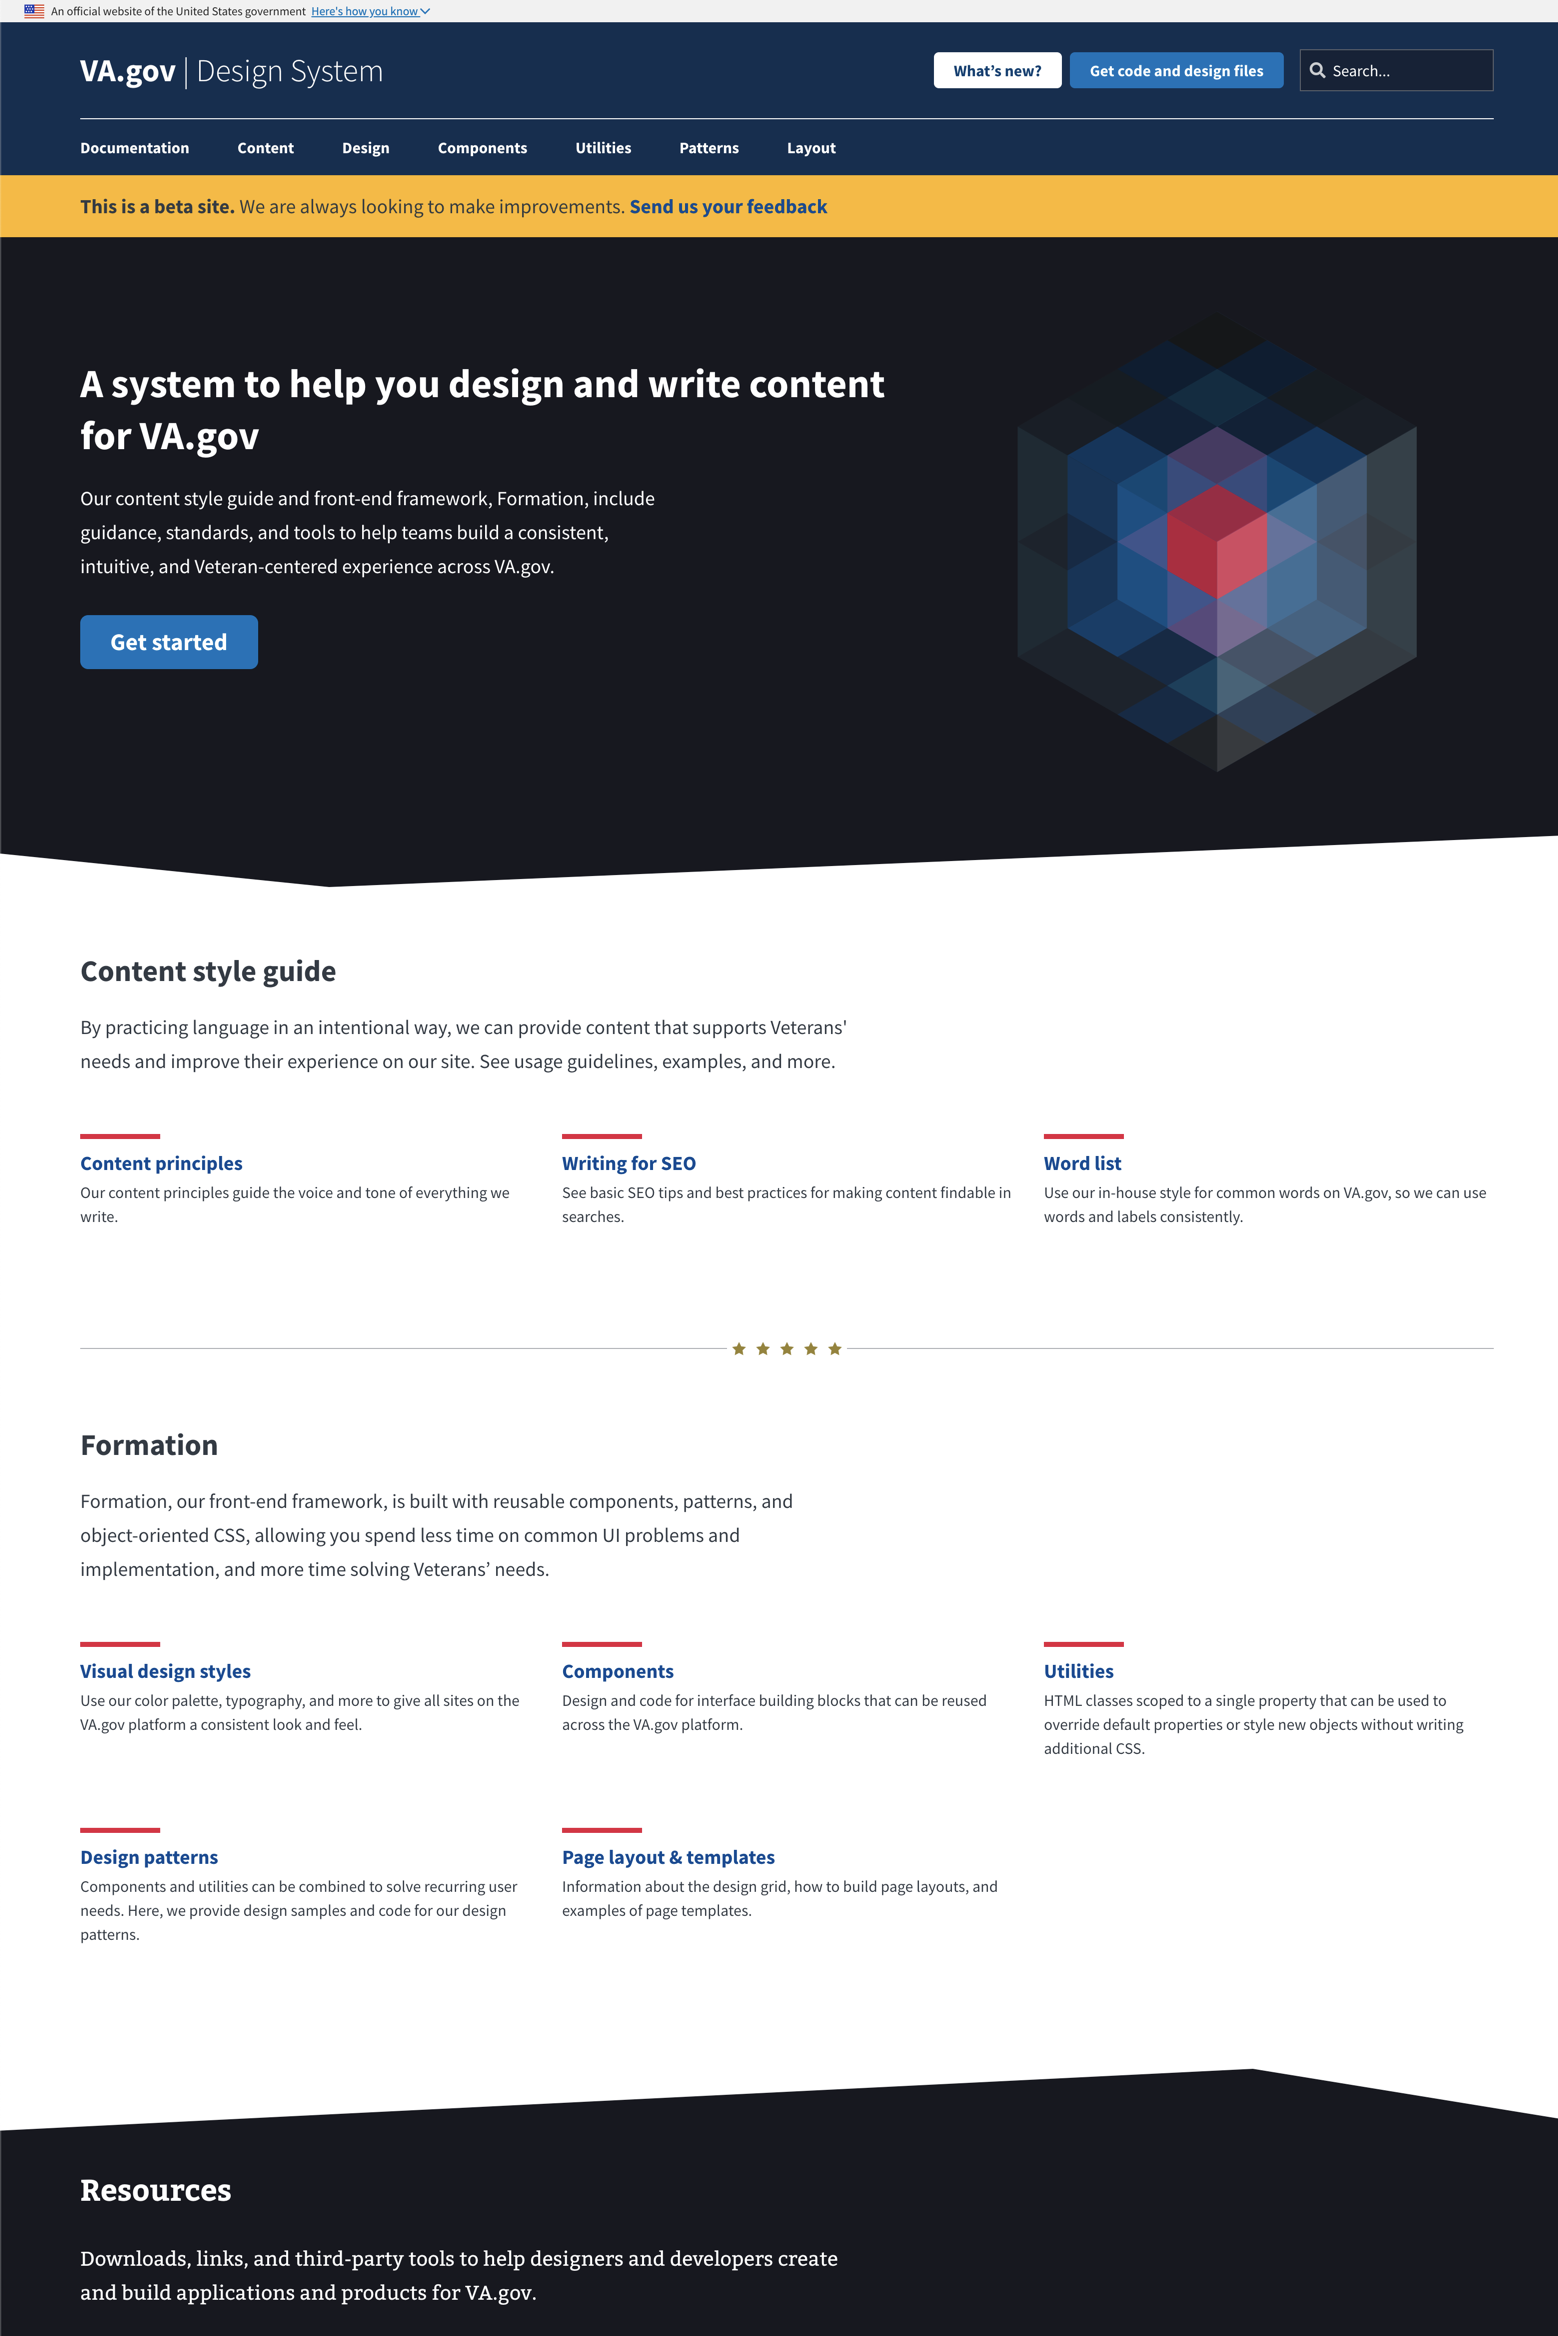 An official website of the United States government Here's how you know
VA.gov | Design System
What’s new?
Get code and design files
Search...
Documentation
Content
Design
Components
Utilities
Patterns
Layout
This is a beta site. We are always looking to make improvements. Send us your feedback
A system to help you design and write content
for VA.gov
Our content style guide and front-end framework, Formation, include
guidance, standards, and tools to help teams build a consistent,
intuitive, and Veteran-centered experience across VA.gov.
Get started
Content style guide
By practicing language in an intentional way, we can provide content that supports Veterans'
needs and improve their experience on our site. See usage guidelines, examples, and more.
Content principles
Our content principles guide the voice and tone of everything we
write.
Writing for SEO
See basic SEO tips and best practices for making content findable in
searches.
Word list
Use our in-house style for common words on VA.gov, so we can use
words and labels consistently.
Formation
Formation, our front-end framework, is built with reusable components, patterns, and
object-oriented CSS, allowing you spend less time on common UI problems and
implementation, and more time solving Veterans’ needs.
Visual design styles
Use our color palette, typography, and more to give all sites on the
VA.gov platform a consistent look and feel.
Components
Design and code for interface building blocks that can be reused
across the VA.gov platform.
Utilities
HTML classes scoped to a single property that can be used to
override default properties or style new objects without writing
additional CSS.
Design patterns
Components and utilities can be combined to solve recurring user
needs. Here, we provide design samples and code for our design
patterns.
Page layout & templates
Information about the design grid, how to build page layouts, and
examples of page templates.
Resources
Downloads, links, and third-party tools to help designers and developers create
and build applications and products for VA.gov.